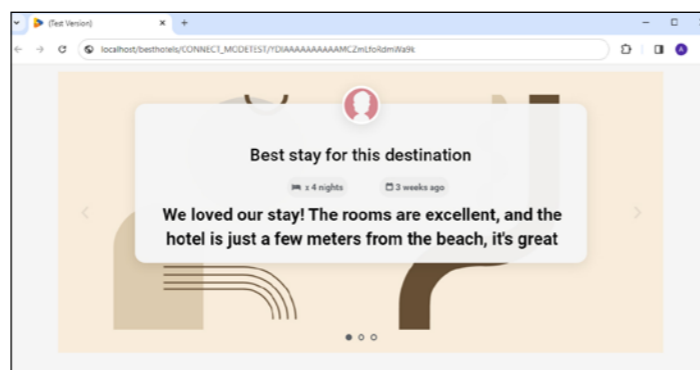 (Test Version)
localhost/besthotels/CONNECT_MODETEST/
Best stay for this destination
x 4 nights
3 weeks ago
We loved our stay! The rooms are excellent, and the
hotel is just a few meters from the beach, it's great